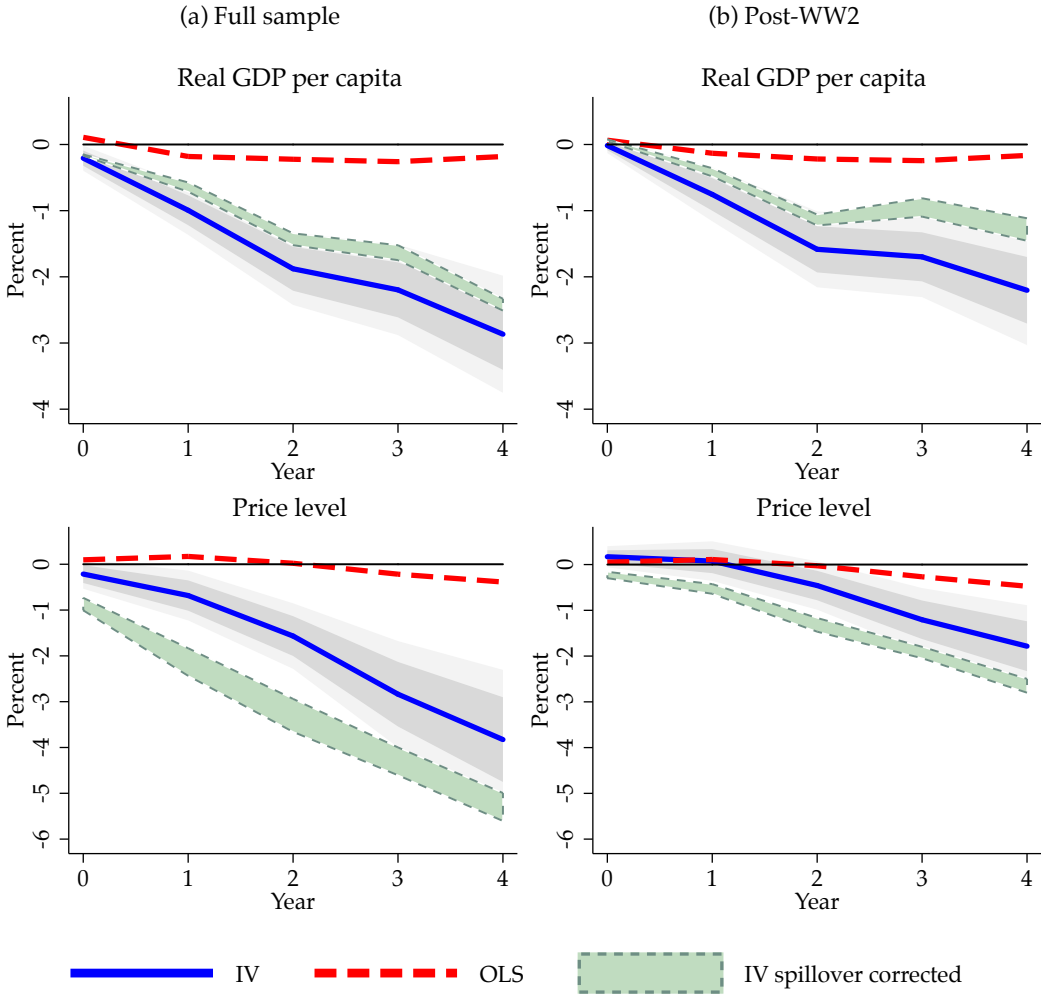 (a) Full sample
(b) Post-WW2
Real GDP per capita
0
-1
-2
-3
-4
Percent
0 1 2 3 4
Year
Real GDP per capita
0
-1
-2
-3
-4
Percent
0 1 2 3 4
Year
Price level
0
-1
-2
-3
-4
-5
-6
Percent
0 1 2 3 4
Year
Price level
0
-1
-2
-3
-4
-5
-6
Percent
0 1 2 3 4
Year
IV OLS IV spillover corrected